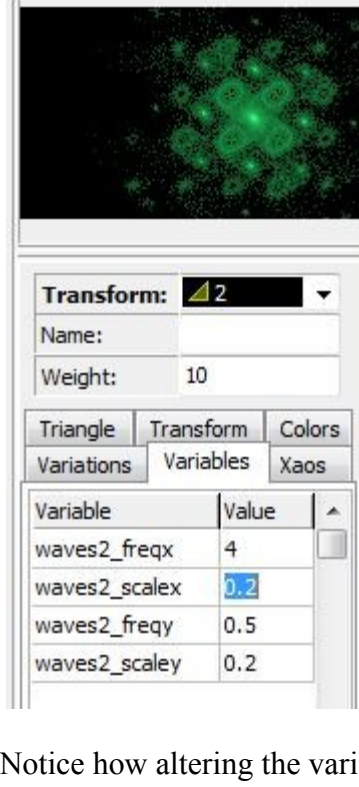 Transform: 2
Name:
Weight: 10
Triangle Transform Colors
Variations Variables Xaos
Variable Value
waves2_freqx 4
waves2_scalex 0.2
waves2_freqy 0.5
waves2_scaley 0.2
Notice how altering the vari